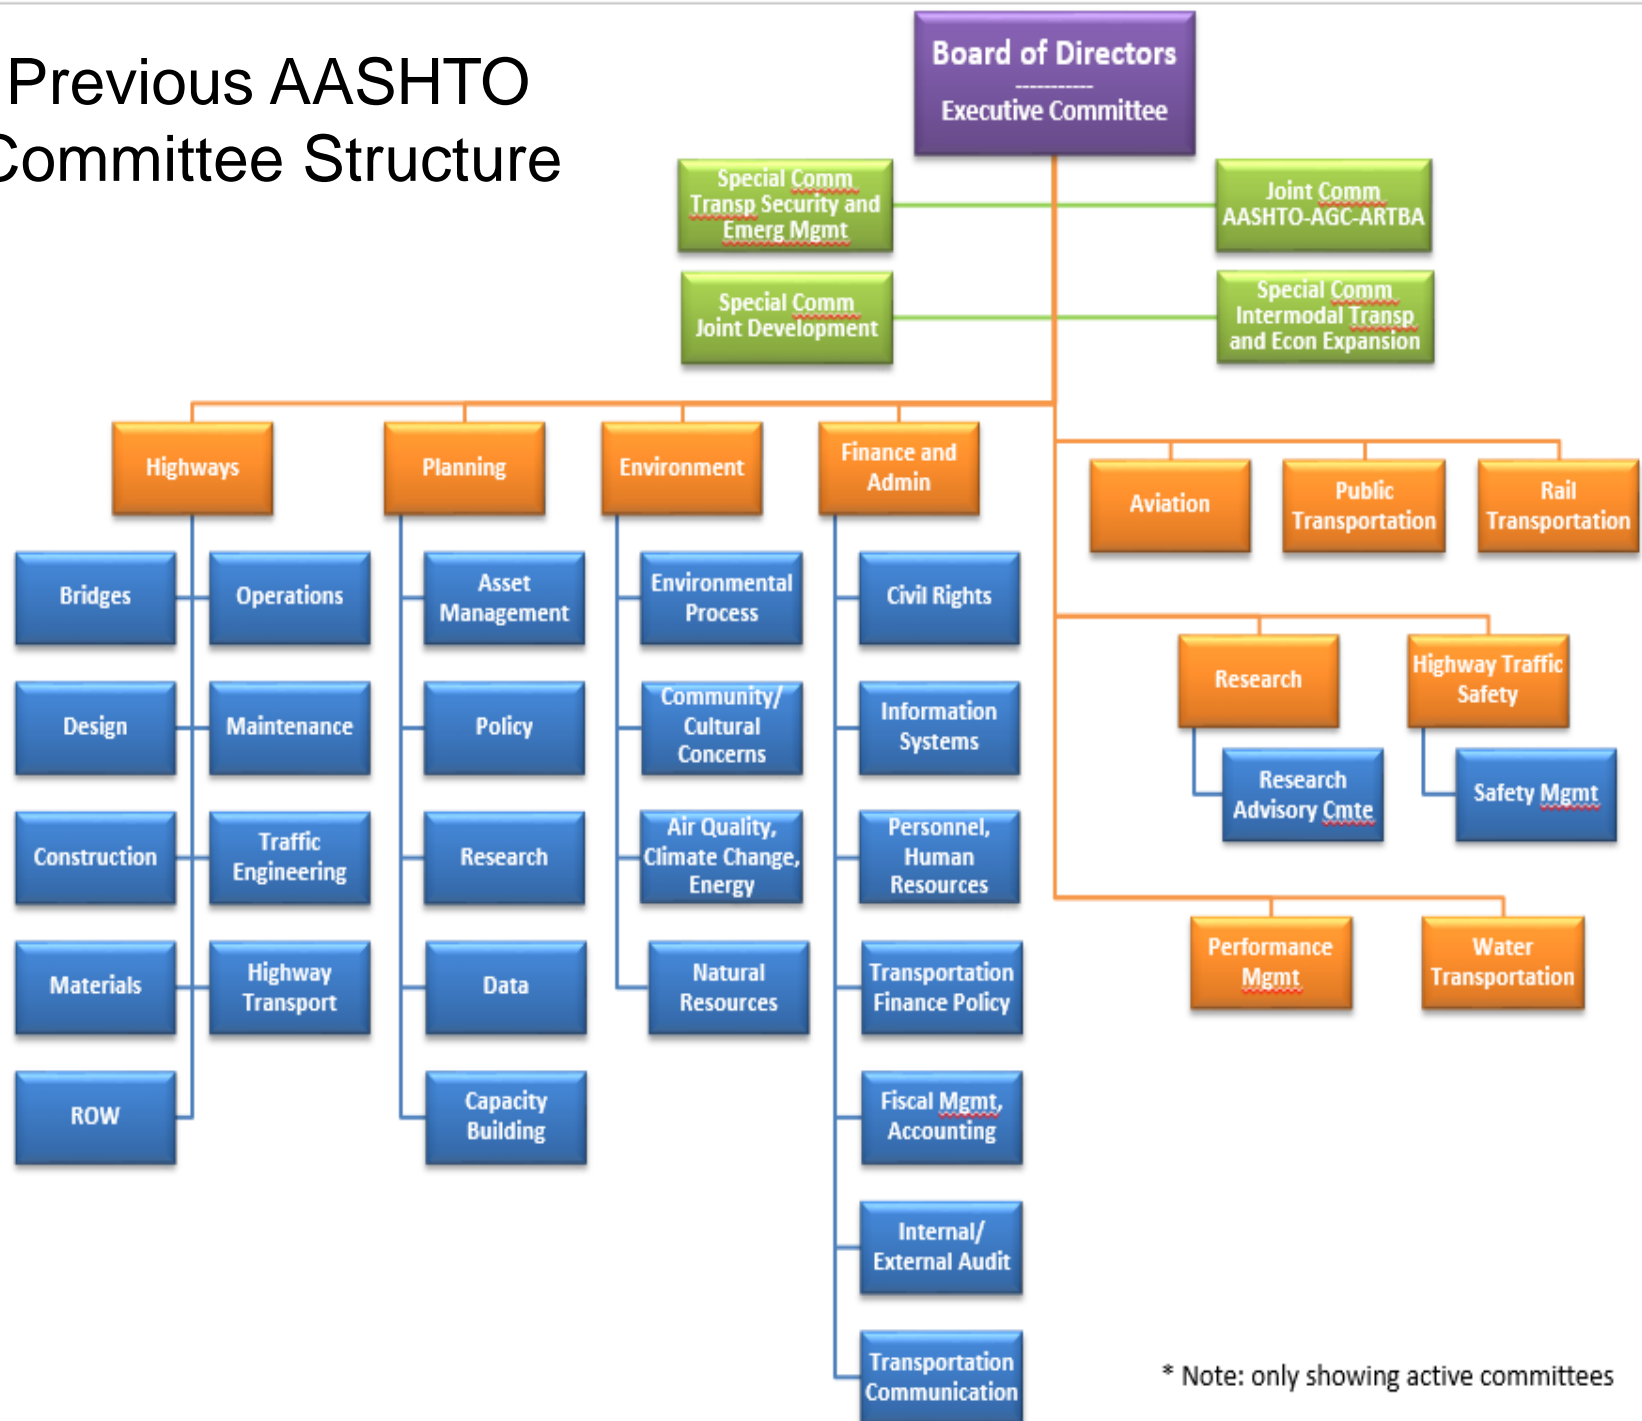 Previous AASHTO
Committee Structure
Board of Directors
-----------
Executive Committee
Special Comm
Transp Security and
Emerg Mgmt
Joint Comm
AASHTO-AGC-ARTBA
Special Comm
Joint Development
Special Comm
Intermodal Transp
and Econ Expansion
Highways
Planning
Environment
Finance and
Admin
Aviation
Public
Transportation
Rail
Transportation
Bridges
Operations
Asset
Management
Environmental
Process
Civil Rights
Research
Highway Traffic
Safety
Design
Maintenance
Policy
Community/
Cultural
Concerns
Information
Systems
Research
Advisory Cmte
Safety Mgmt
Construction
Traffic
Engineering
Research
Air Quality,
Climate Change,
Energy
Personnel,
Human
Resources
Performance
Mgmt
Water
Transportation
Materials
Highway
Transport
Data
Natural
Resources
Transportation
Finance Policy
ROW
Capacity
Building
Fiscal Mgmt,
Accounting
Internal/
External Audit
Transportation
Communication
* Note: only showing active committees